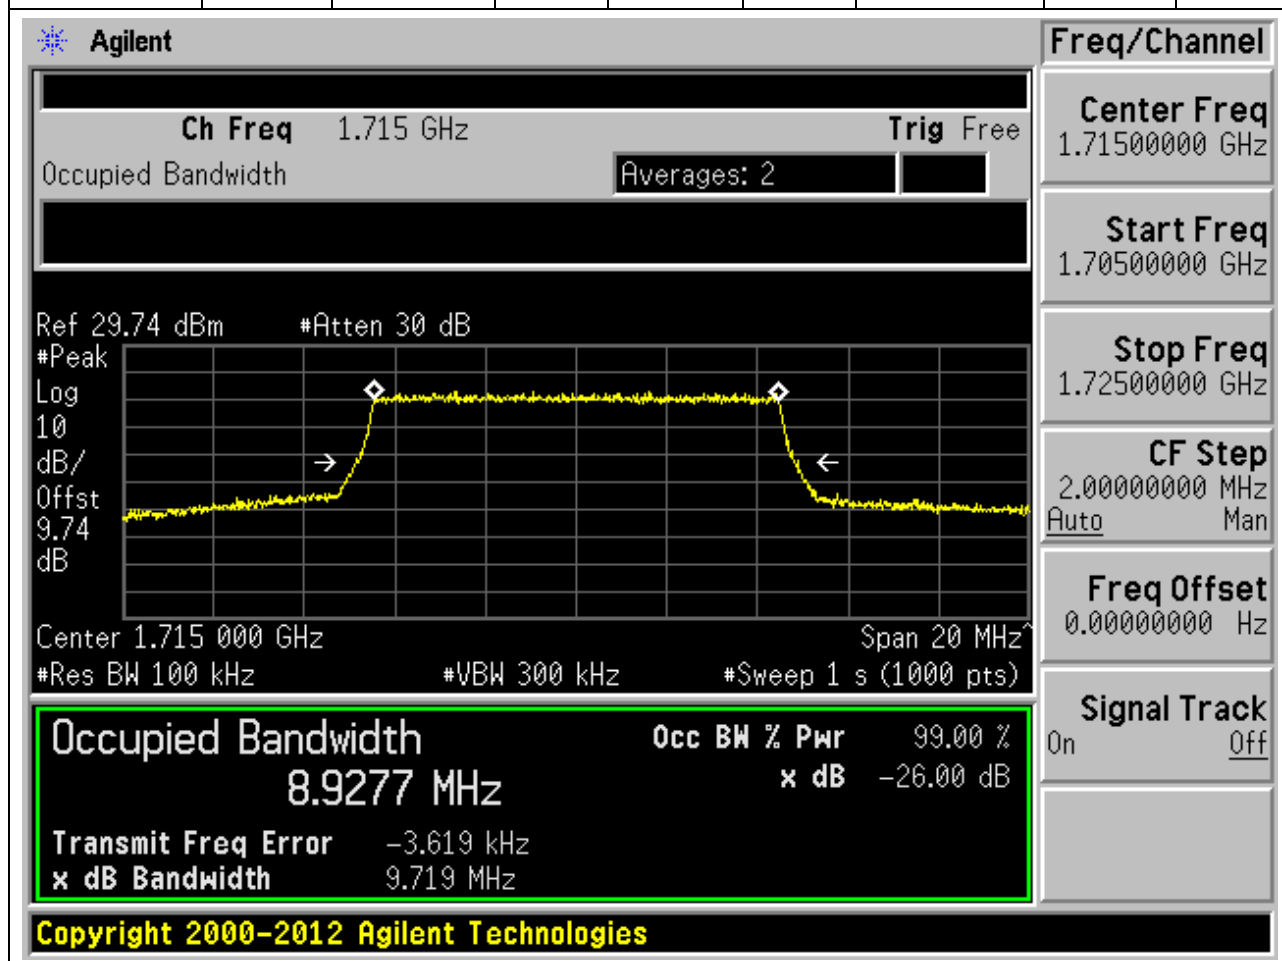 Agilent
Freq/Channel
Ch Freq 1.715 GHz Trig Free
Occupied Bandwidth Averages: 2
Ref 29.74 dBm #Atten 30 dB
#Peak
Log
10
dB/
Offst
9.74
dB
Center 1.715 000 GHz Span 20 MHz^
#Res BW 100 kHz #VBW 300 kHz #Sweep 1 s (1000 pts)
Occupied Bandwidth Occ BW % Pwr 99.00 %
8.9277 MHz x dB -26.00 dB
Transmit Freq Error -3.619 kHz
x dB Bandwidth 9.719 MHz
Center Freq
1.71500000 GHz
Start Freq
1.70500000 GHz
Stop Freq
1.72500000 GHz
CF Step
2.00000000 MHz
Auto Man
Freq Offset
0.00000000 Hz
Signal Track
On Off
Copyright 2000-2012 Agilent Technologies